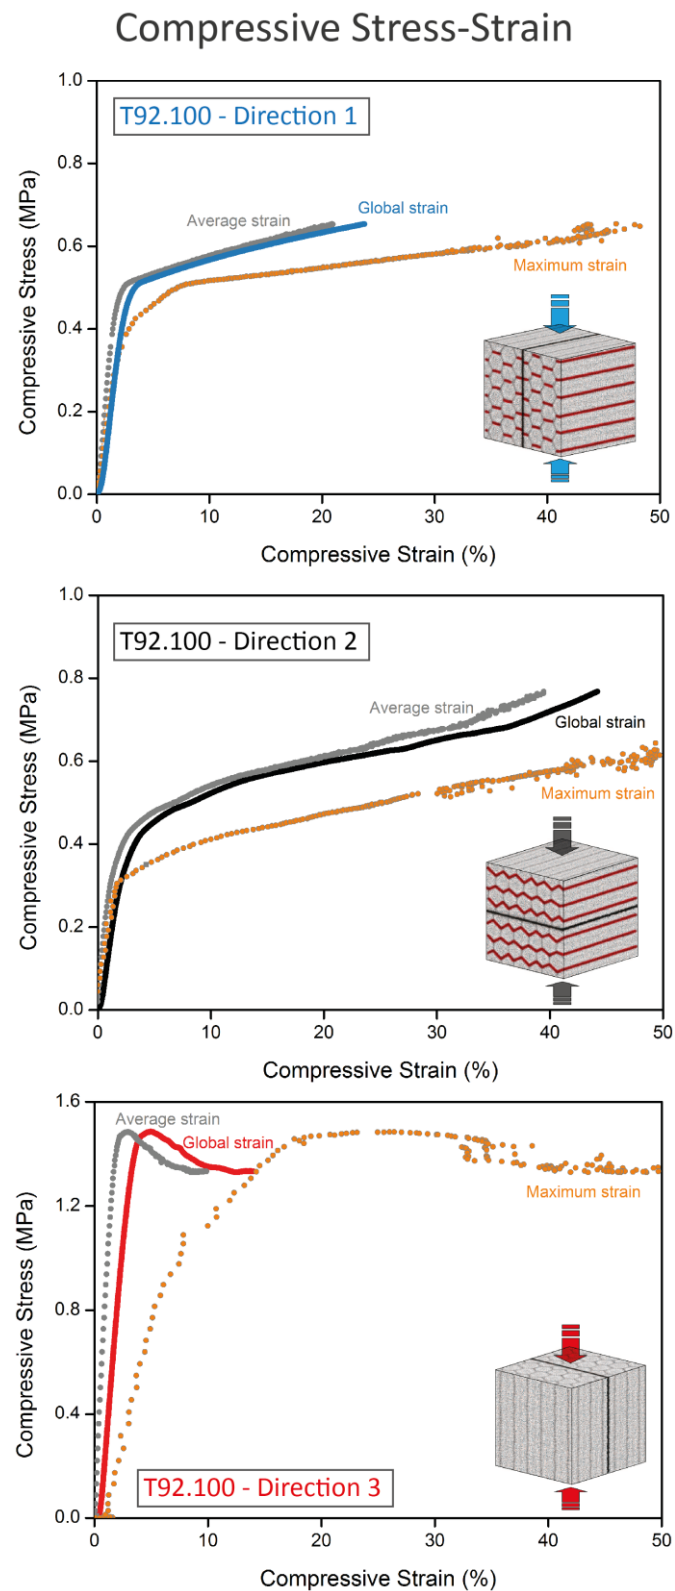 Compressive Stress-Strain
1.0
T92.100 - Direction 1
0.8
Average strain
Global strain
0.6
Maximum strain
0.4
0.2
0.0
0 10 20 30 40 50
Compressive Stress (MPa)
Compressive Strain (%)
1.0
T92.100 - Direction 2
0.8
Average strain
Global strain
0.6
Maximum strain
0.4
0.2
0.0
0 10 20 30 40 50
Compressive Stress (MPa)
Compressive Strain (%)
1.6
Average strain
Global strain
Maximum strain
1.2
0.8
0.4
T92.100 - Direction 3
0.0
0 10 20 30 40 50
Compressive Stress (MPa)
Compressive Strain (%)